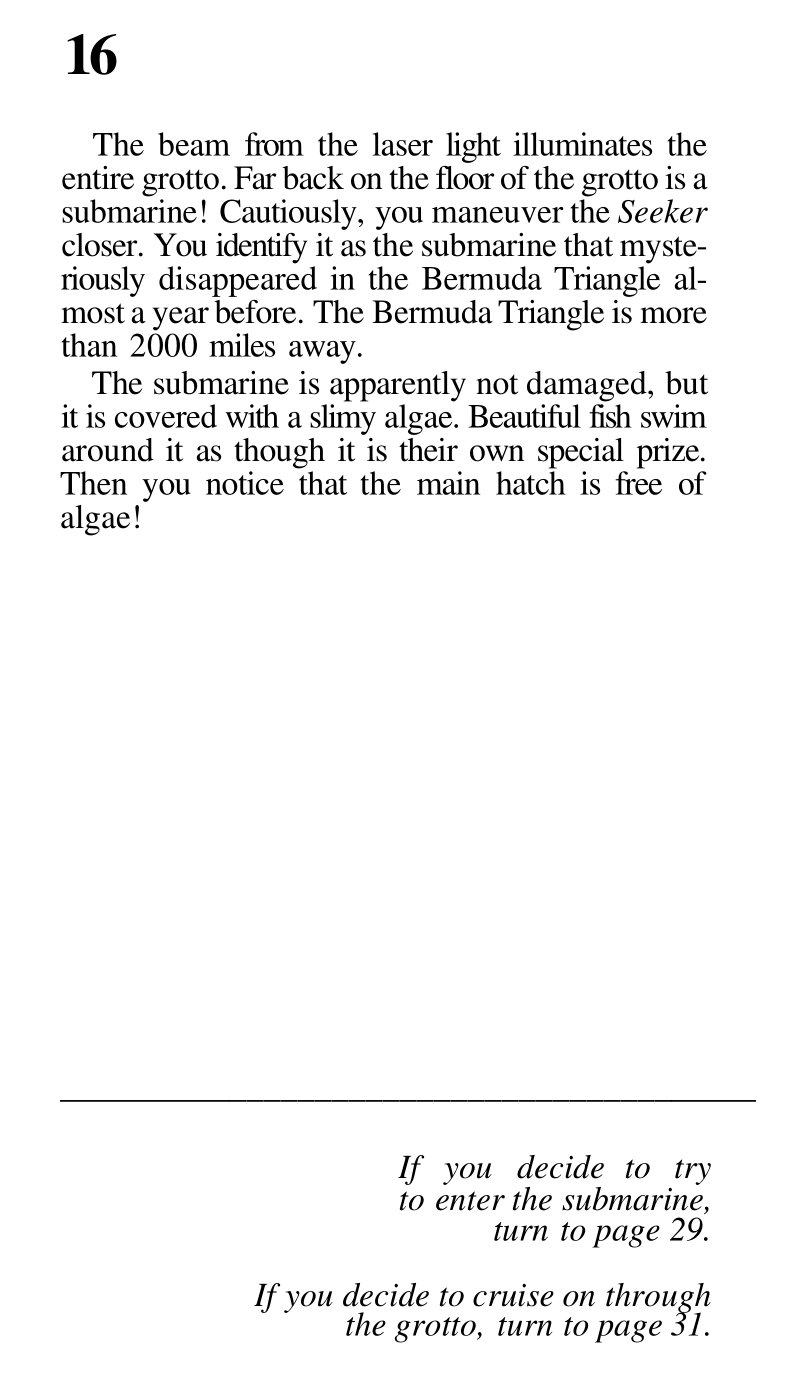 16
The beam from the laser light illuminates the
entire grotto. Far back on the floor of the grotto is a
submarine! Cautiously, you maneuver the Seeker
closer. You identify it as the submarine that myste-
riously disappeared in the Bermuda Triangle al-
most a year before. The Bermuda Triangle is more
than 2000 miles away.
The submarine is apparently not damaged, but
it is covered with a slimy algae. Beautiful fish swim
around it as though it is their own special prize.
Then you notice that the main hatch is free of
algae!
If you decide to try
to enter the submarine,
turn to page 29.
If you decide to cruise on through
the grotto, turn to page 31.